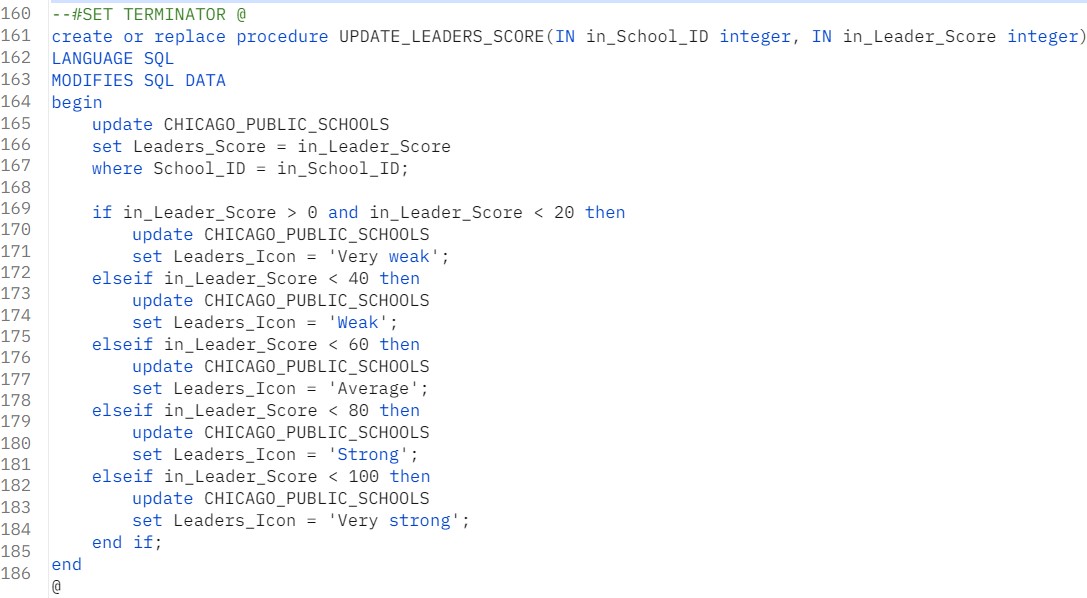 160 --#SET TERMINATOR @
161 create or replace procedure UPDATE_LEADERS_SCORE(IN in_School_ID integer, IN in_Leader_Score integer)
162 LANGUAGE SQL
163 MODIFIES SQL DATA
164 begin
165     update CHICAGO_PUBLIC_SCHOOLS
166     set Leaders_Score = in_Leader_Score
167     where School_ID = in_School_ID;
168
169     if in_Leader_Score > 0 and in_Leader_Score < 20 then
170         update CHICAGO_PUBLIC_SCHOOLS
171         set Leaders_Icon = 'Very weak';
172     elseif in_Leader_Score < 40 then
173         update CHICAGO_PUBLIC_SCHOOLS
174         set Leaders_Icon = 'Weak';
175     elseif in_Leader_Score < 60 then
176         update CHICAGO_PUBLIC_SCHOOLS
177         set Leaders_Icon = 'Average';
178     elseif in_Leader_Score < 80 then
179         update CHICAGO_PUBLIC_SCHOOLS
180         set Leaders_Icon = 'Strong';
181     elseif in_Leader_Score < 100 then
182         update CHICAGO_PUBLIC_SCHOOLS
183         set Leaders_Icon = 'Very strong';
184     end if;
185 end
186 @